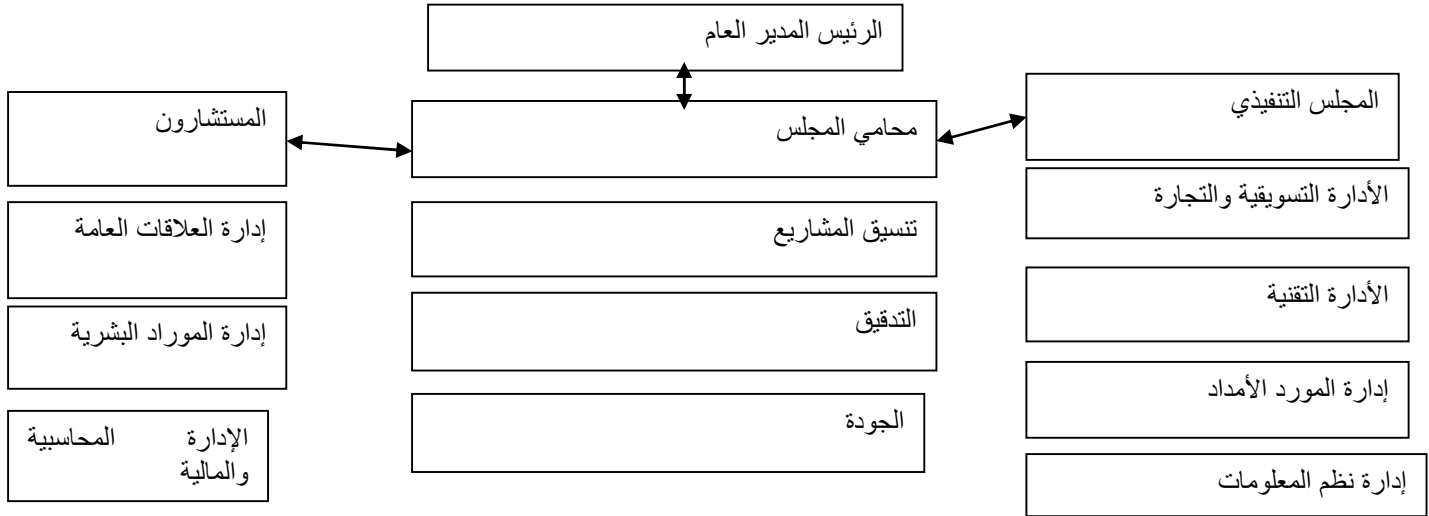 الرئيس المدير العام
المجلس التنفيذي
محامي المجلس
المستشارون
الأدارة التسويقية والتجارة
تنسيق المشاريع
إدارة العلاقات العامة
الأدارة التقنية
التدقيق
إدارة الموراد البشرية
إدارة المورد الأمداد
الجودة
الإدارة المحاسبية
والمالية
إدارة نظم المعلومات